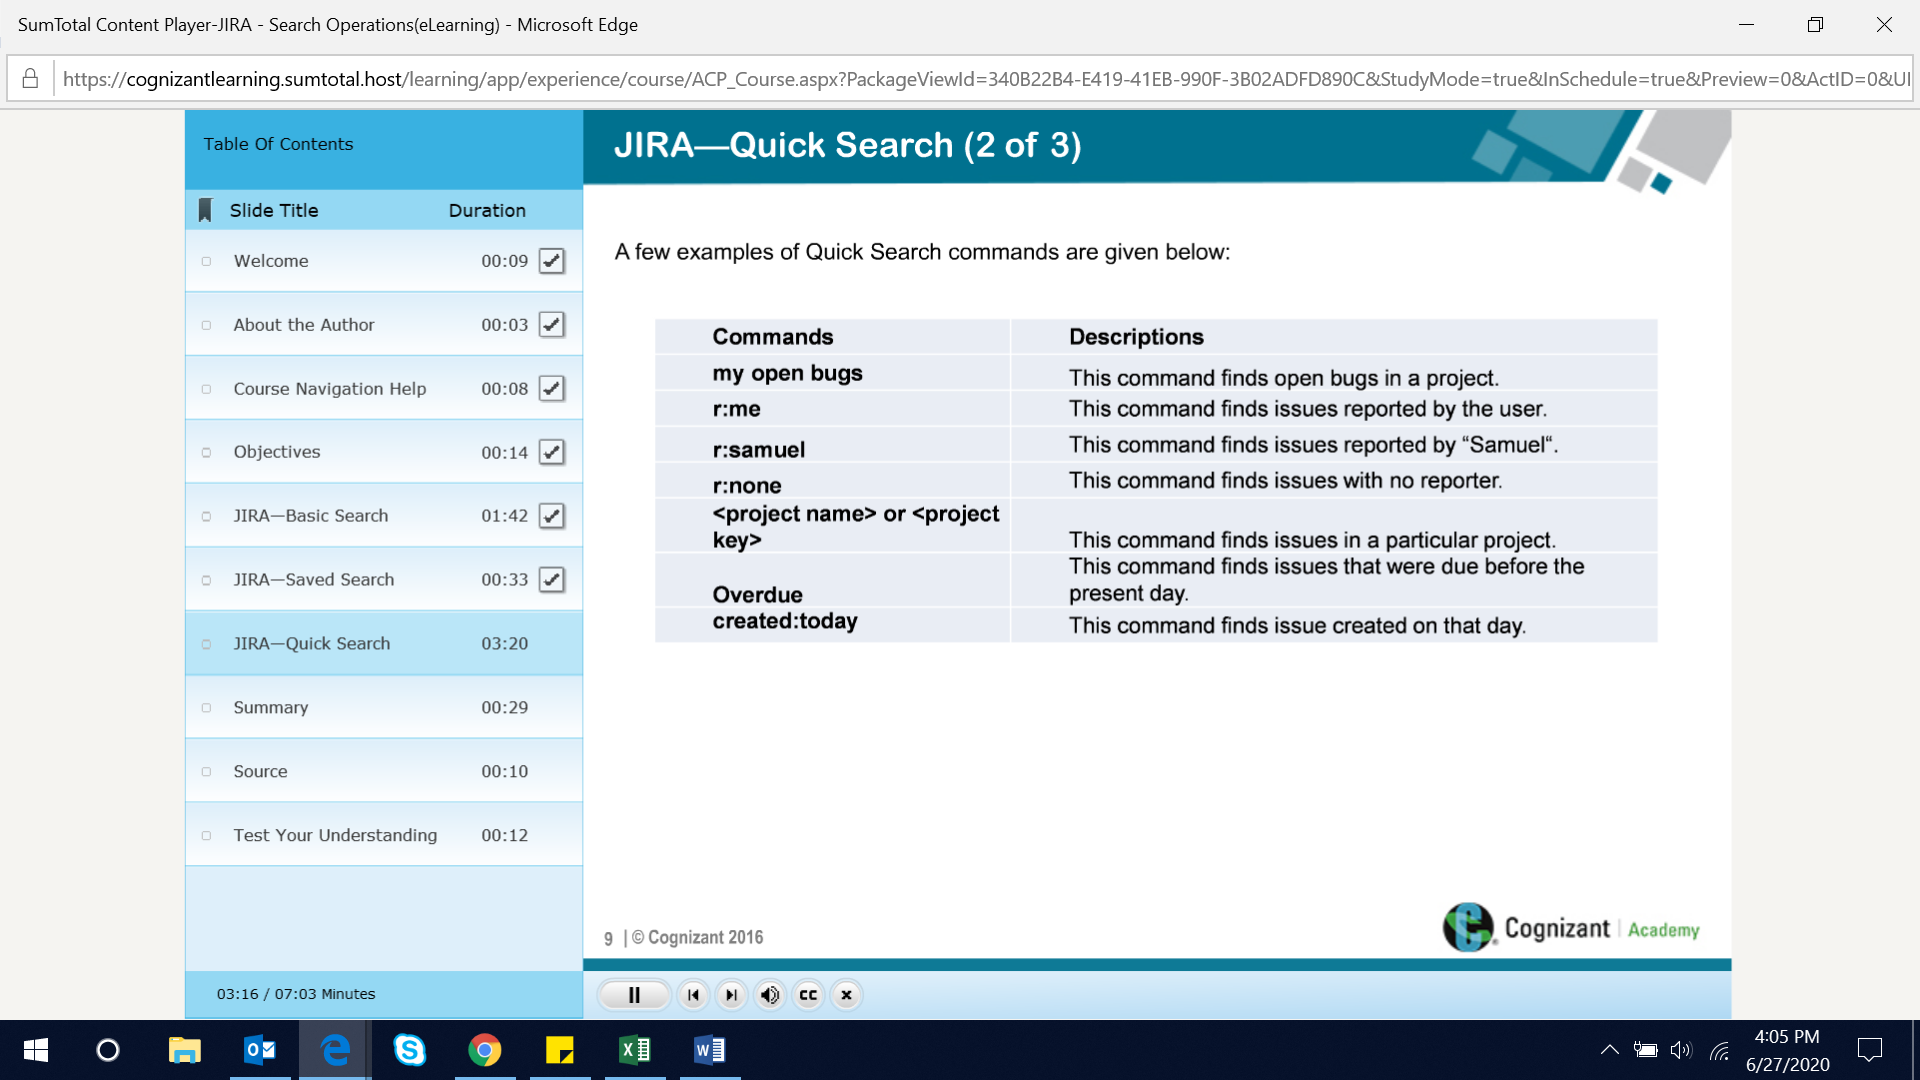 SumTotal Content Player-JIRA - Search Operations(eLearning) - Microsoft Edge
https://cognizantlearning.sumtotal.host/learning/app/experience/course/ACP_Course.aspx?PackageViewId=340B22B4-E419-41EB-990F-3B02ADFD890C&StudyMode=true&InSchedule=true&Preview=0&ActID=0&UI
Table Of Contents
Slide Title Duration
Welcome 00:09
About the Author 00:03
Course Navigation Help 00:08
Objectives 00:14
JIRA—Basic Search 01:42
JIRA—Saved Search 00:33
JIRA—Quick Search 03:20
Summary 00:29
Source 00:10
Test Your Understanding 00:12
03:16 / 07:03 Minutes
JIRA—Quick Search (2 of 3)
A few examples of Quick Search commands are given below:
Commands Descriptions
my open bugs This command finds open bugs in a project.
r:me This command finds issues reported by the user.
r:samuel This command finds issues reported by “Samuel“.
r:none This command finds issues with no reporter.
<project name> or <project
key> This command finds issues in a particular project.
This command finds issues that were due before the
Overdue present day.
created:today This command finds issue created on that day.
9 | © Cognizant 2016
Cognizant | Academy
CC
4:05 PM
6/27/2020